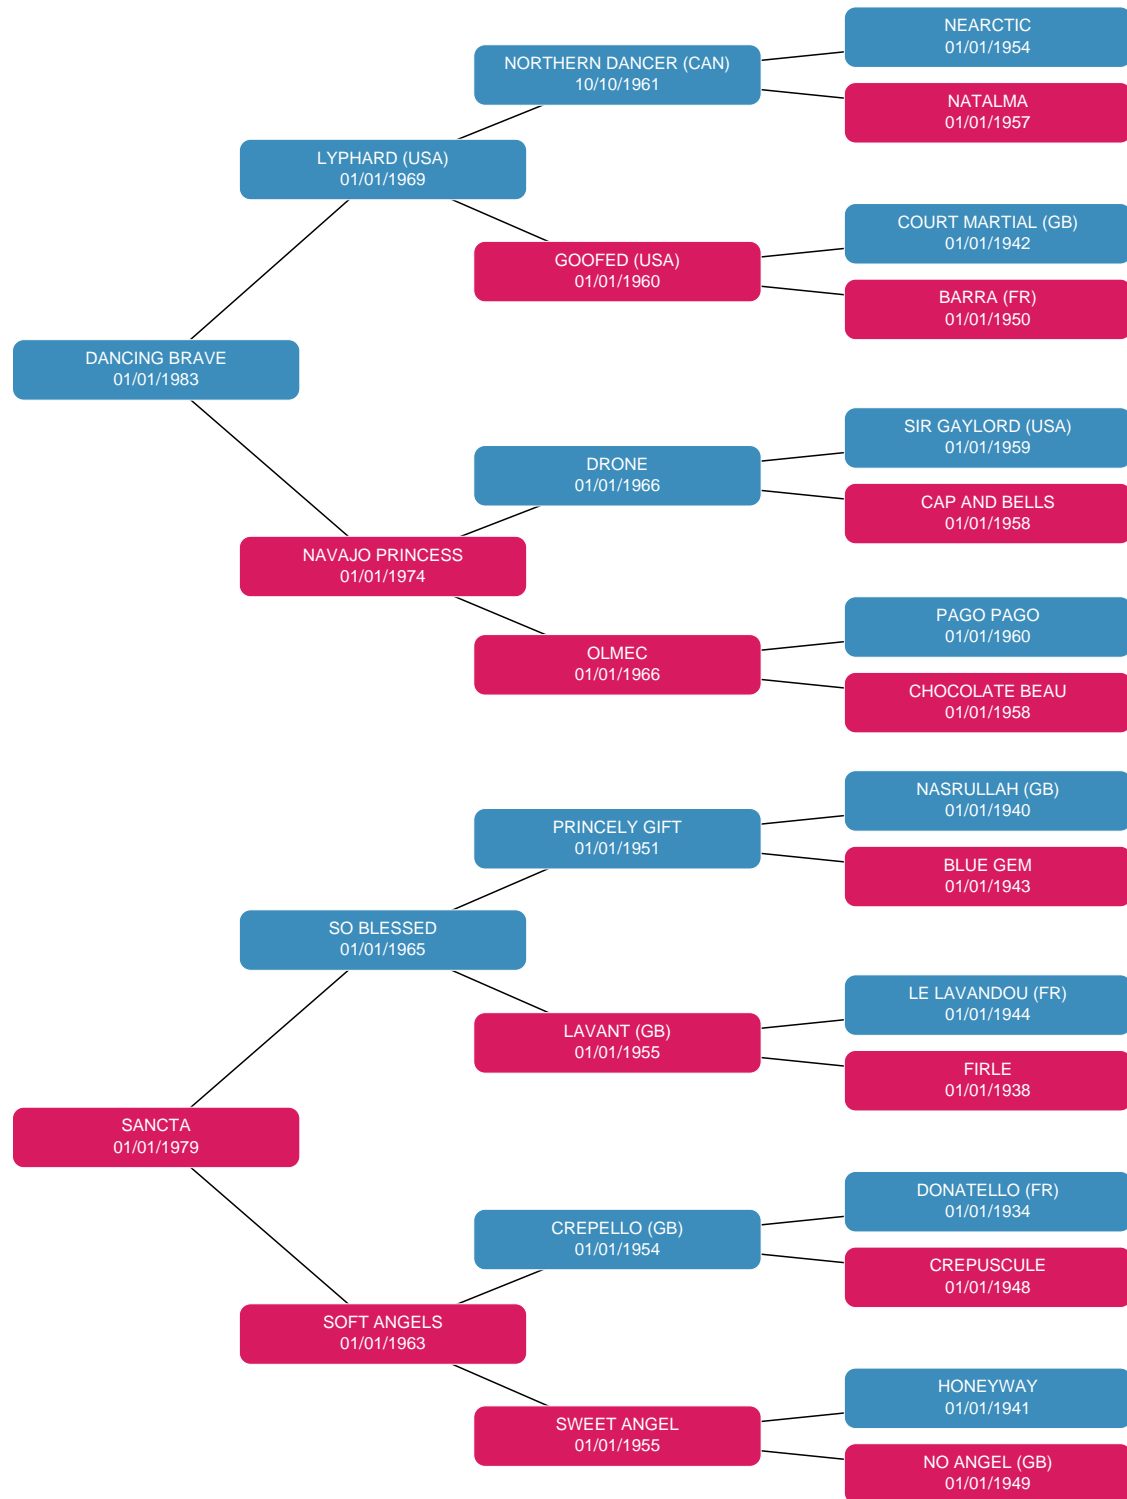 NEARCTIC
01/01/1954
NORTHERN DANCER (CAN)
10/10/1961
NATALMA
01/01/1957
LYPHARD (USA)
01/01/1969
COURT MARTIAL (GB)
01/01/1942
GOOFED (USA)
01/01/1960
BARRA (FR)
01/01/1950
DANCING BRAVE
01/01/1983
SIR GAYLORD (USA)
01/01/1959
DRONE
01/01/1966
CAP AND BELLS
01/01/1958
NAVAJO PRINCESS
01/01/1974
PAGO PAGO
01/01/1960
OLMEC
01/01/1966
CHOCOLATE BEAU
01/01/1958
NASRULLAH (GB)
01/01/1940
PRINCELY GIFT
01/01/1951
BLUE GEM
01/01/1943
SO BLESSED
01/01/1965
LE LAVANDOU (FR)
01/01/1944
LAVANT (GB)
01/01/1955
FIRLE
01/01/1938
SANCTA
01/01/1979
DONATELLO (FR)
01/01/1934
CREPELLO (GB)
01/01/1954
CREPUSCULE
01/01/1948
SOFT ANGELS
01/01/1963
HONEYWAY
01/01/1941
SWEET ANGEL
01/01/1955
NO ANGEL (GB)
01/01/1949